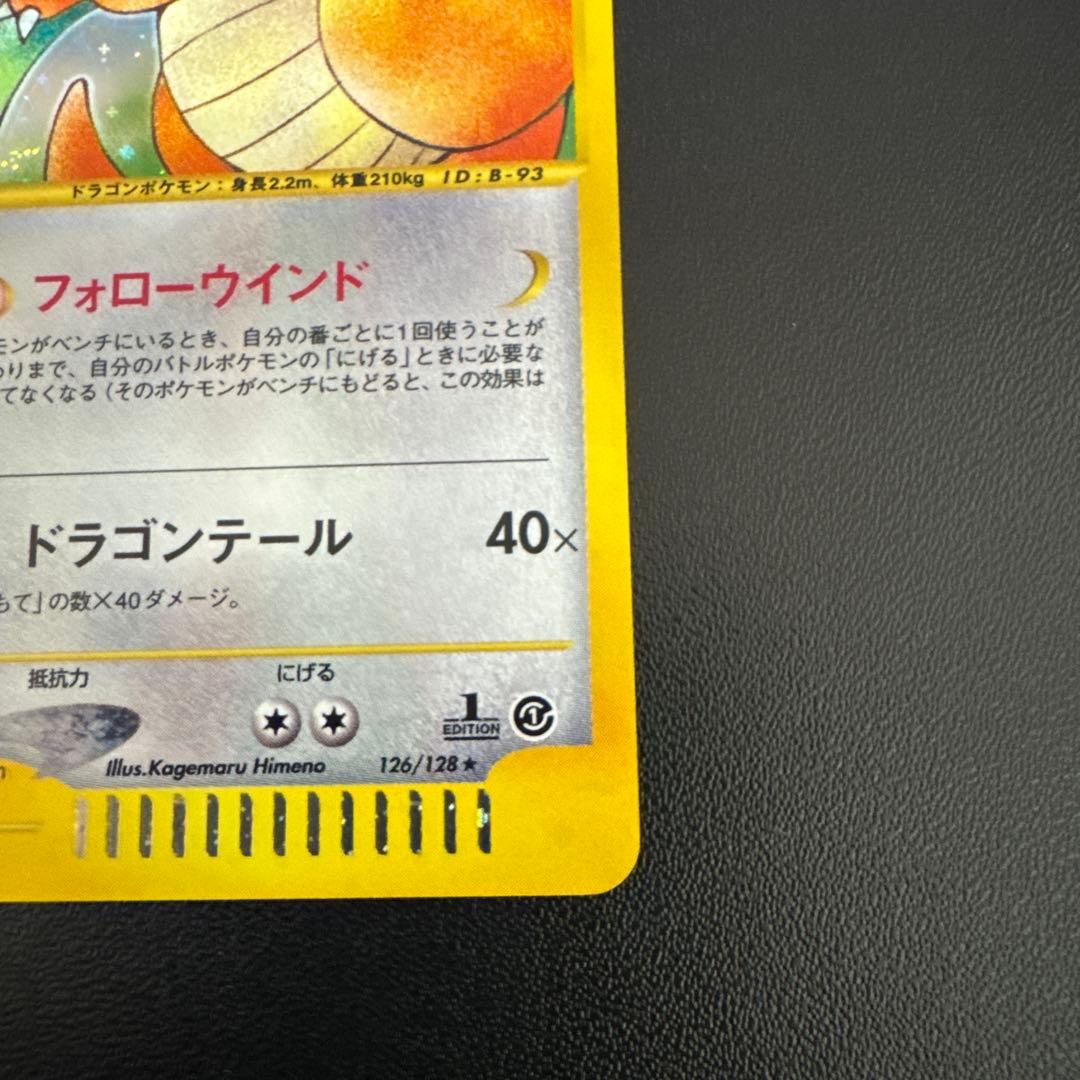 ドラゴンポケモン：身長2.2m、体重210kg ID:B-93
フォローウインド
モンがベンチにいるとき、自分の番ごとに1回使うことが
りまで、自分のバトルポケモンの「にげる」ときに必要な
てなくなる（そのポケモンがベンチにもどると、この効果は
ドラゴンテール 40×
もて」の数×40ダメージ。
抵抗力 にげる
1
EDITION
1
Illus.Kagemaru Himeno 126/128★